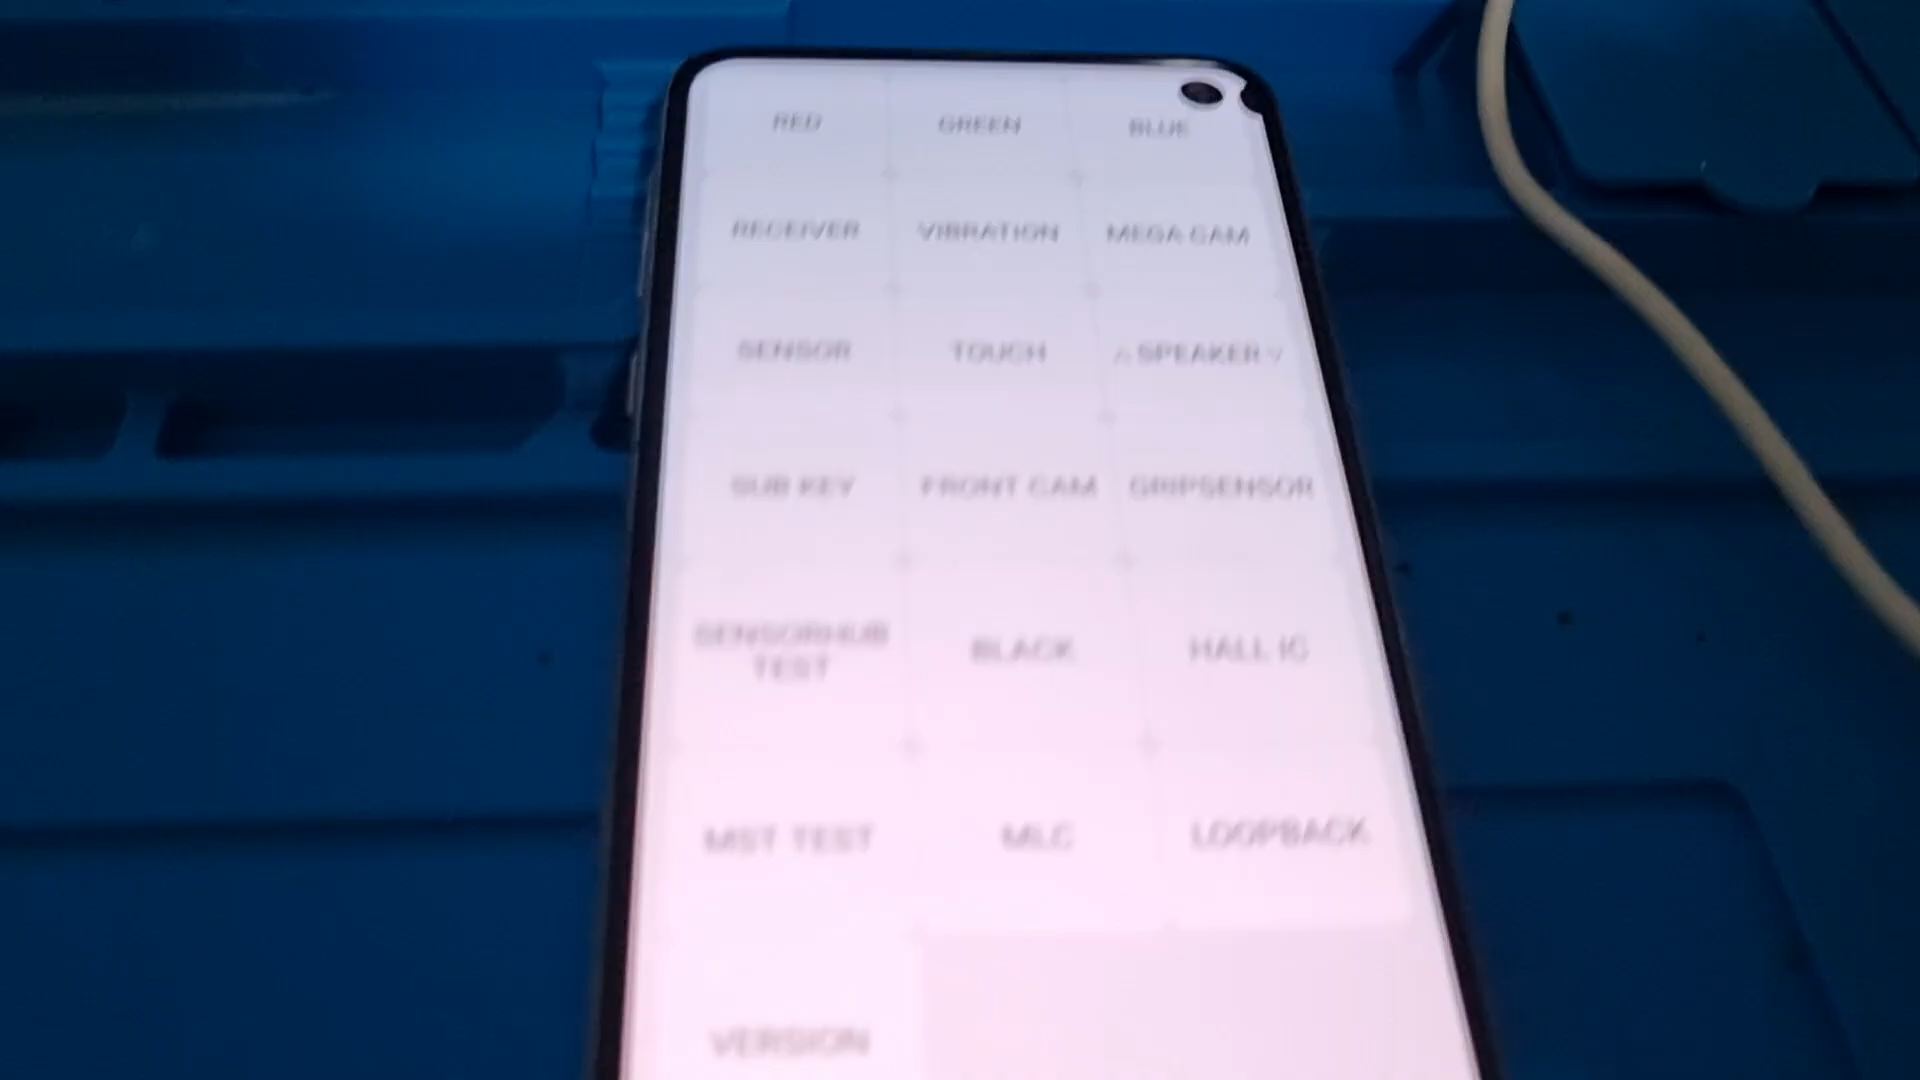 RED GREEN BLUE
RECEIVER VIBRATION MEGA CAM
SENSOR TOUCH △ SPEAKER ▽
SUB KEY FRONT CAM GRIPSENSOR
SENSORHUB
TEST
BLACK HALL IC
MST TEST MLC LOOPBACK
VERSION